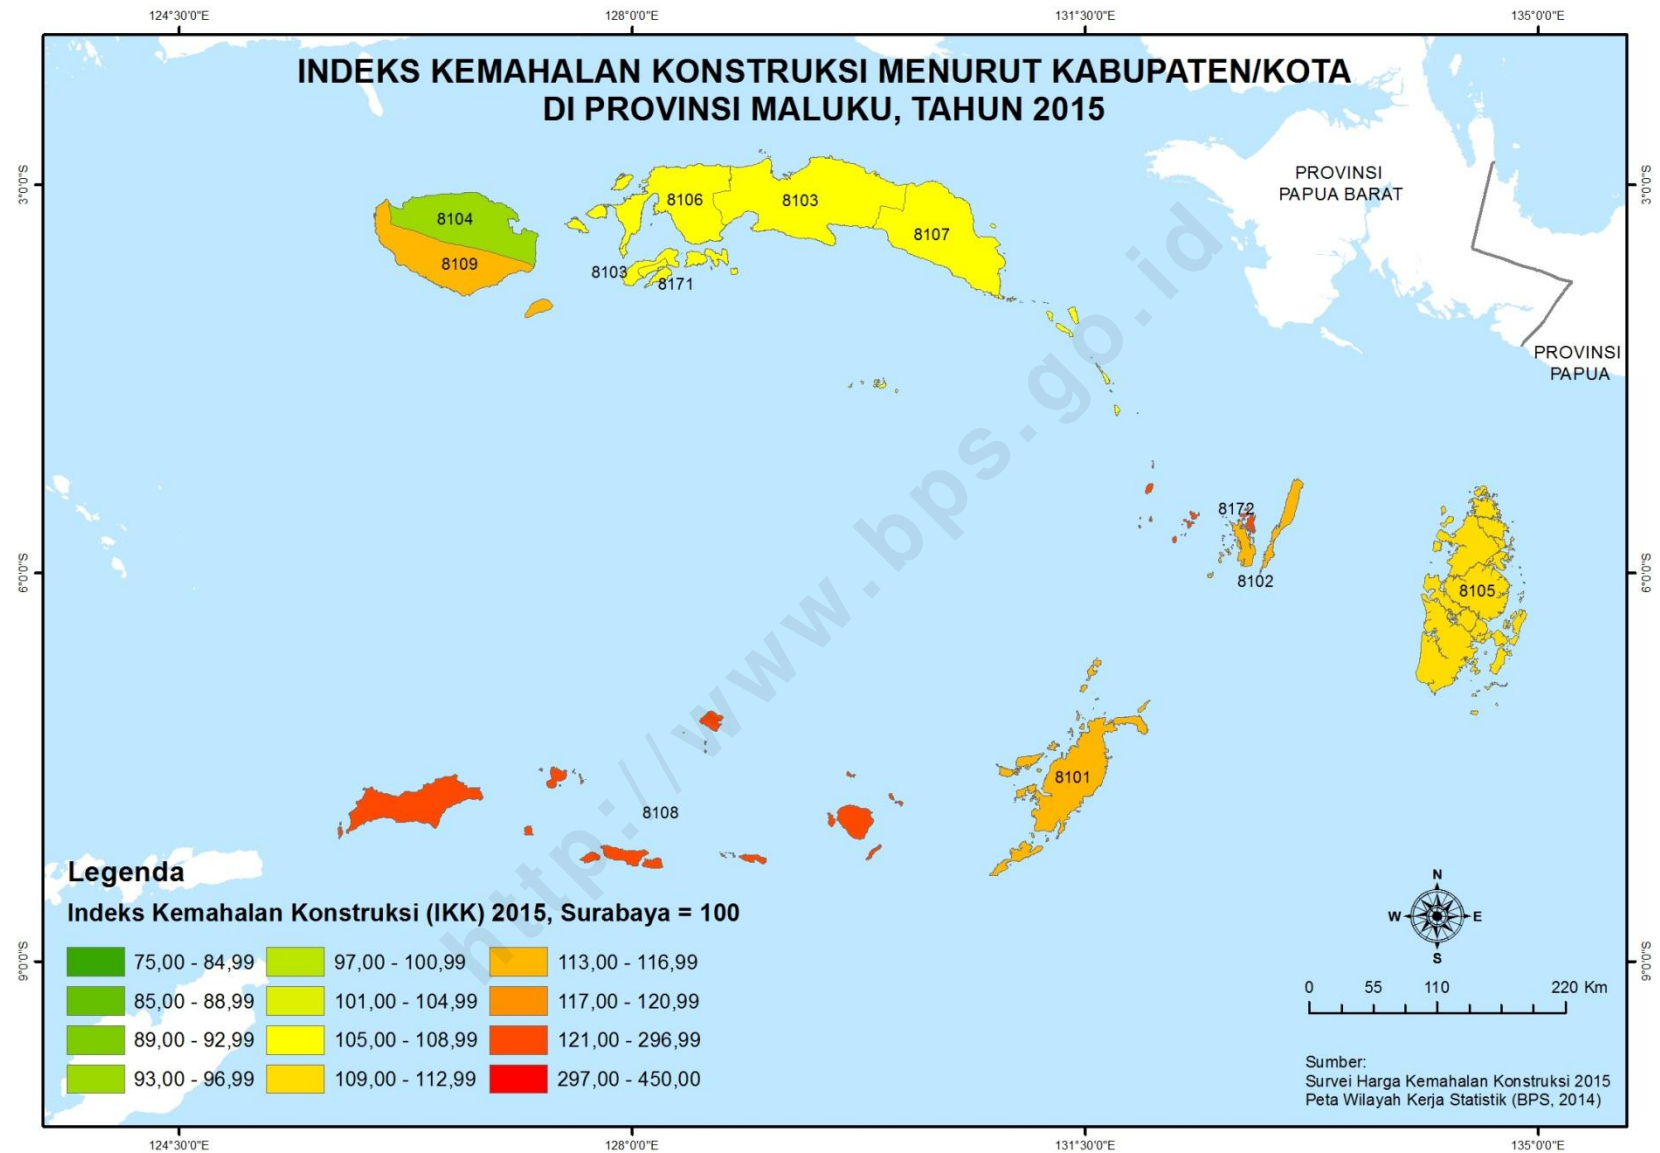 124°30'0"E 128°0'0"E 131°30'0"E 135°0'0"E
INDEKS KEMAHALAN KONSTRUKSI MENURUT KABUPATEN/KOTA
DI PROVINSI MALUKU, TAHUN 2015
3°0'0"S
3°0'0"S
PROVINSI
PAPUA BARAT
8104
8106
8103
8107
8109
8103
8171
PROVINSI
PAPUA
8172
8102
6°0'0"S
6°0'0"S
8105
8101
8108
http://www.bps.go.id
Legenda
Indeks Kemahalan Konstruksi (IKK) 2015, Surabaya = 100
75,00 - 84,99 97,00 - 100,99 113,00 - 116,99
85,00 - 88,99 101,00 - 104,99 117,00 - 120,99
89,00 - 92,99 105,00 - 108,99 121,00 - 296,99
93,00 - 96,99 109,00 - 112,99 297,00 - 450,00
N
W E
S
9°0'0"S
9°0'0"S
0 55 110 220 Km
Sumber:
Survei Harga Kemahalan Konstruksi 2015
Peta Wilayah Kerja Statistik (BPS, 2014)
124°30'0"E 128°0'0"E 131°30'0"E 135°0'0"E